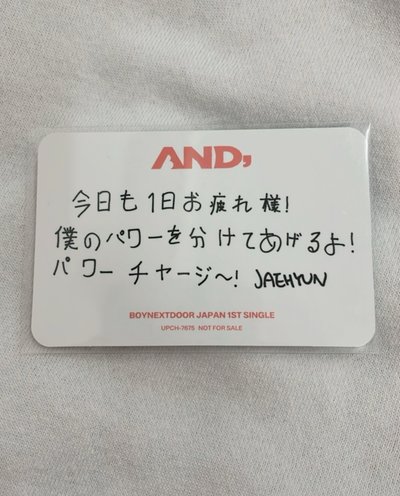 AND,
今日も1日お疲れ様!
僕のパワーを分けてあげるよ!
パワーチャージ〜! JAEHYUN
BOYNEXTDOOR JAPAN 1ST SINGLE
UPCH-7675 NOT FOR SALE